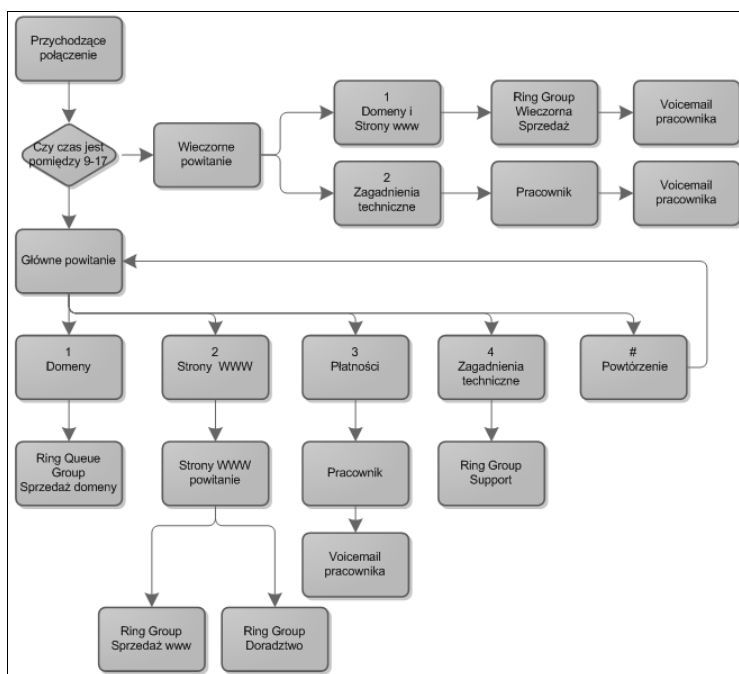 Przychodzące
połączenie
Czy czas jest
pomiędzy 9-17
Wieczorne
powitanie
1
Domeny i
Strony www
Ring Group
Wieczorna
Sprzedaż
Voicemail
pracownika
2
Zagadnienia
techniczne
Pracownik
Voicemail
pracownika
Główne powitanie
1
Domeny
2
Strony WWW
3
Płatności
4
Zagadnienia
techniczne
#
Powtórzenie
Ring Queue
Group
Sprzedaż domeny
Strony WWW
powitanie
Pracownik
Ring Group
Support
Voicemail
pracownika
Ring Group
Sprzedaż www
Ring Group
Doradztwo